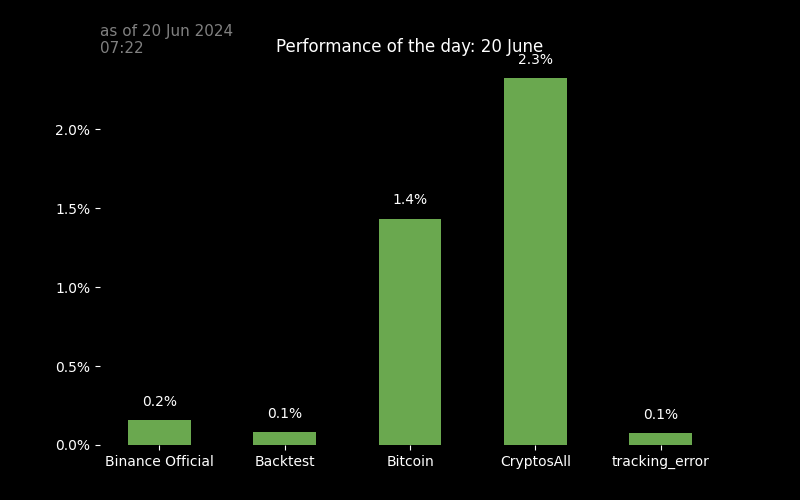 as of 20 Jun 2024
07:22
Performance of the day: 20 June
2.3%
2.0%
1.5%
1.4%
1.0%
0.5%
0.2%
0.1%
0.1%
0.0%
Binance Official
Backtest
Bitcoin
CryptosAll
tracking_error